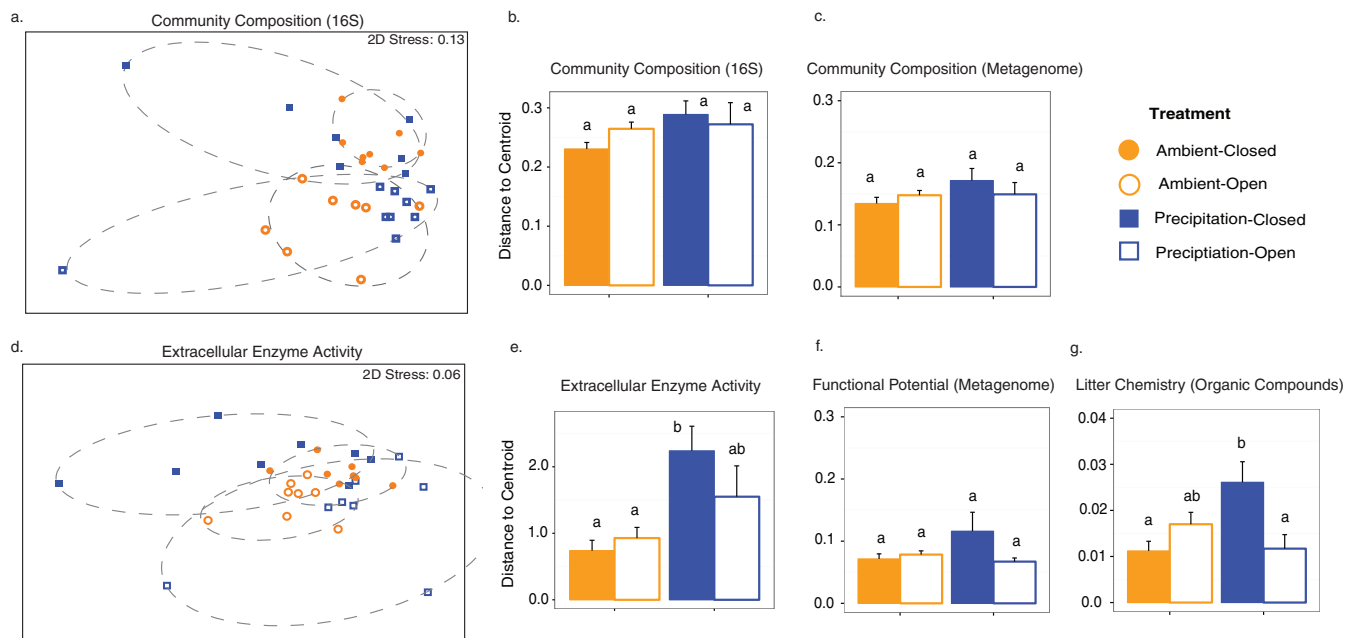 a.
Community Composition (16S)
2D Stress: 0.13
b.
Community Composition (16S)
Distance to Centroid
0.3
0.2
0.1
0.0
a
a
a
a
c.
Community Composition (Metagenome)
0.3
0.2
0.1
0.0
a
a
a
a
Treatment
Ambient-Closed
Ambient-Open
Precipitation-Closed
Preciptiation-Open
d.
Extracellular Enzyme Activity
2D Stress: 0.06
e.
Extracellular Enzyme Activity
Distance to Centroid
2.0
1.0
0.0
a
a
b
ab
f.
Functional Potential (Metagenome)
0.3
0.2
0.1
0.0
a
a
a
a
g.
Litter Chemistry (Organic Compounds)
0.04
0.03
0.02
0.01
0.00
a
ab
b
a